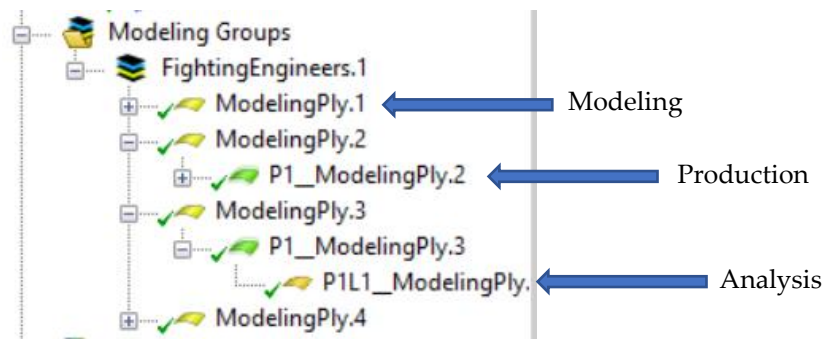 Modeling Groups
FightingEngineers.1
ModelingPly.1 Modeling
ModelingPly.2
P1__ModelingPly.2 Production
ModelingPly.3
P1__ModelingPly.3
P1L1__ModelingPly. Analysis
ModelingPly.4